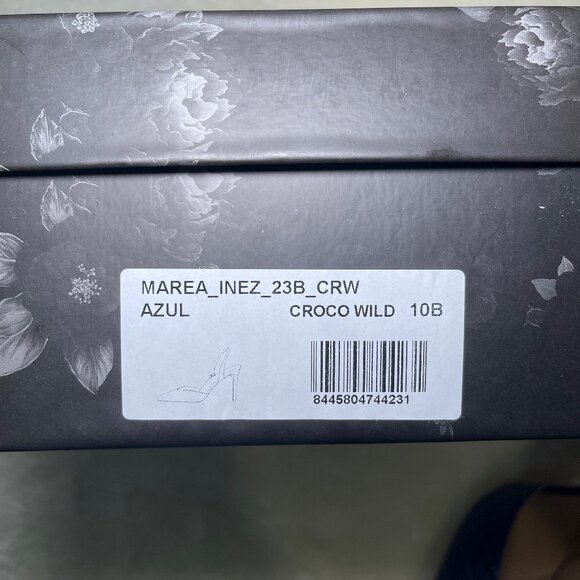 MAREA_INEZ_23B_CRW
AZUL CROCO WILD 10B
8445804744231